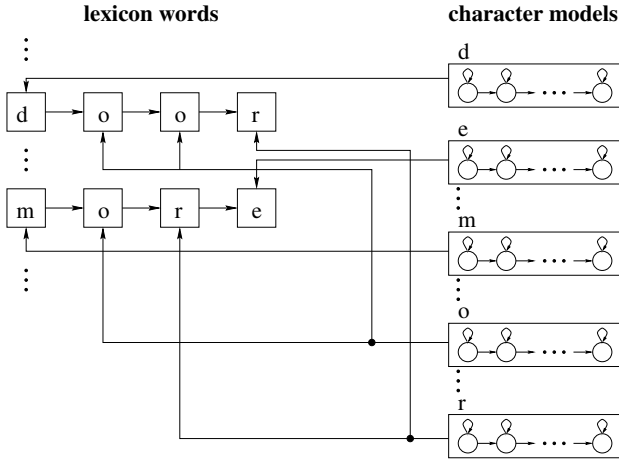 lexicon words
character models
d
d o o r
e
m o r e
m
o
r